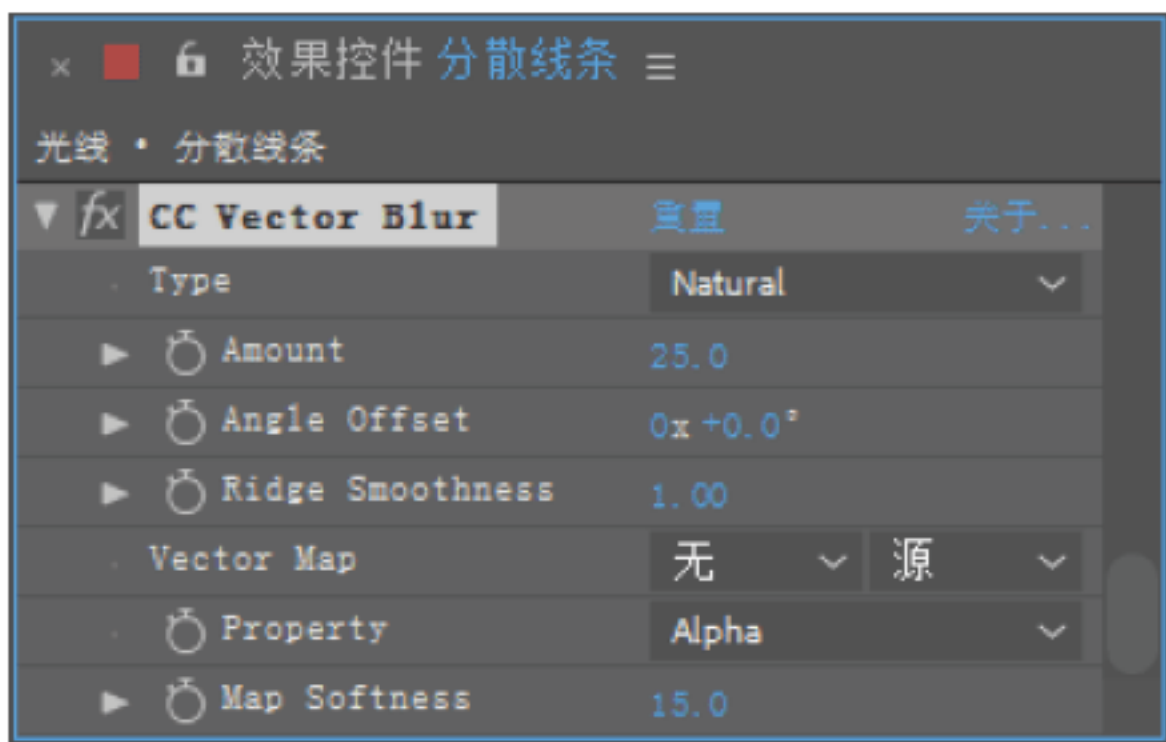 效果控件 分散线条
光线 • 分散线条
fx CC Vector Blur 重置 关于...
Type Natural
Amount 25.0
Angle Offset 0x +0.0°
Ridge Smoothness 1.00
Vector Map 无 源
Property Alpha
Map Softness 15.0